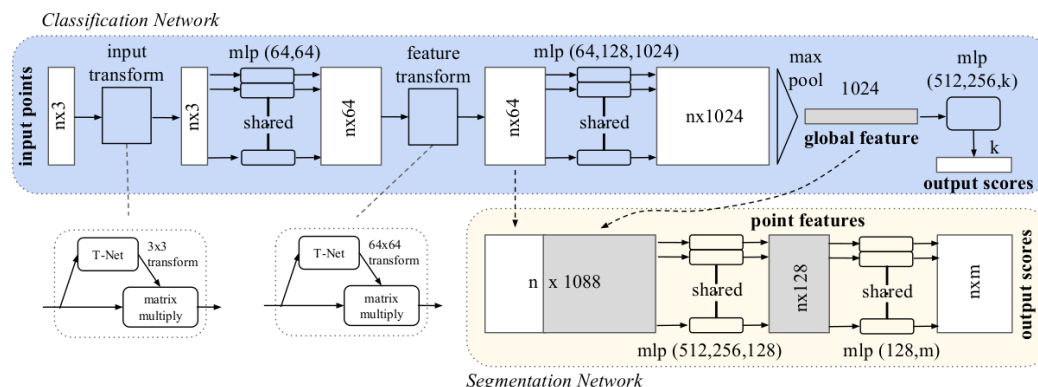 Classification Network
input points
nx3
input
transform
nx3
mlp (64,64)
shared
nx64
feature
transform
nx64
mlp (64,128,1024)
shared
nx1024
max
pool
1024
global feature
mlp
(512,256,k)
k
output scores
T-Net
3x3
transform
matrix
multiply
T-Net
64x64
transform
matrix
multiply
point features
n x 1088
shared
mlp (512,256,128)
nx128
shared
mlp (128,m)
nxm
output scores
Segmentation Network